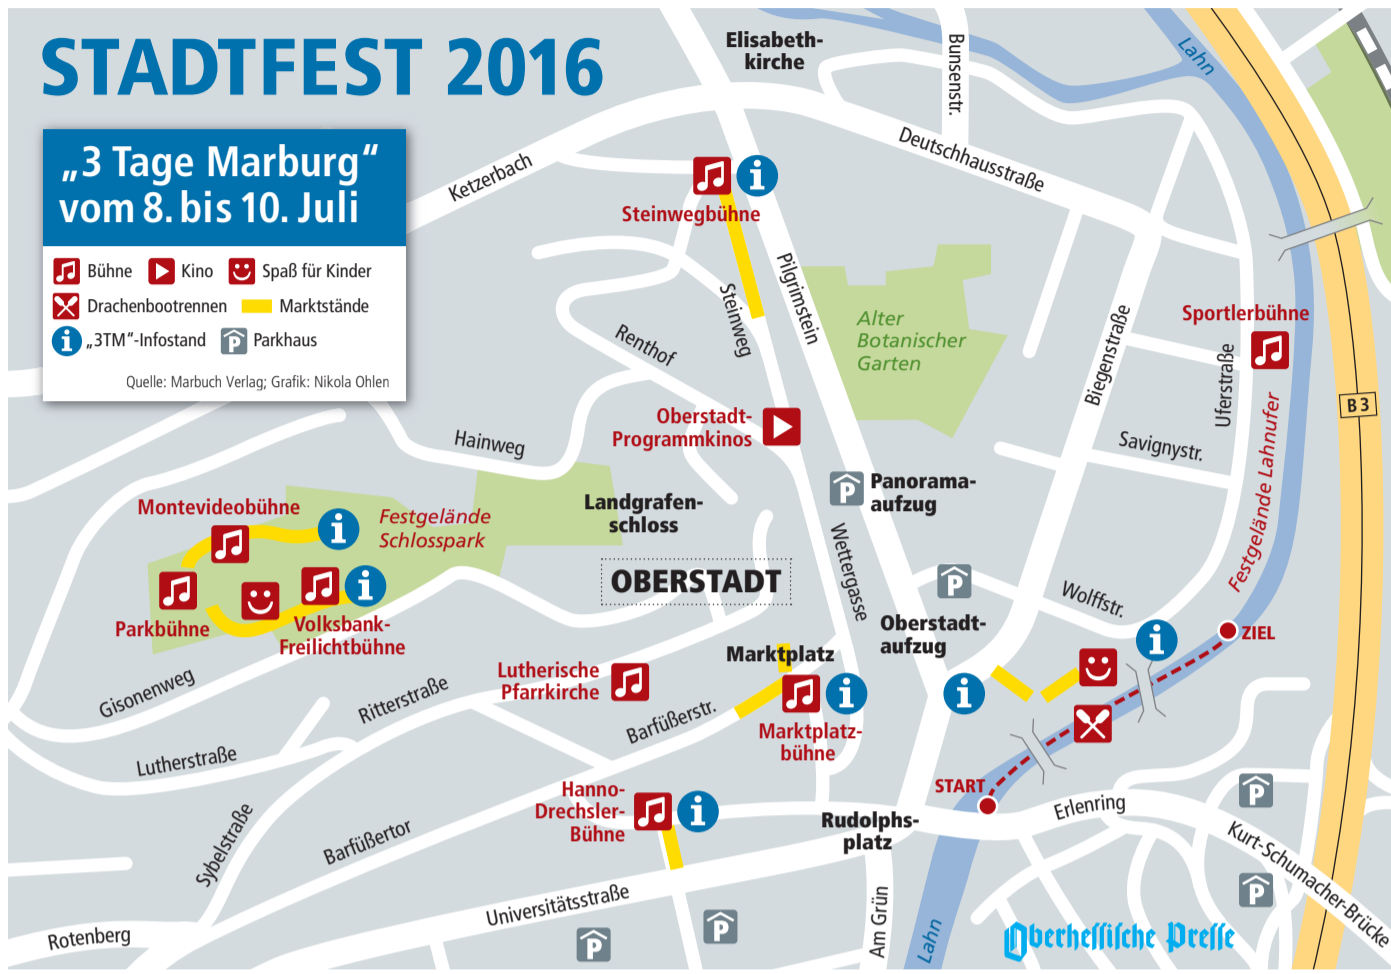 STADTFEST 2016
„3 Tage Marburg“
vom 8. bis 10. Juli
Bühne
Kino
Spaß für Kinder
Drachenbootrennen
Marktstände
„3TM“-Infostand
Parkhaus
Quelle: Marbuch Verlag; Grafik: Nikola Ohlen
Elisabeth-
kirche
Bunsenstr.
Lahn
Deutschhausstraße
Ketzerbach
Steinwegbühne
Pilgrimstein
Steinweg
Renthof
Alter
Botanischer
Garten
Biegenstraße
Sportlerbühne
Uferstraße
B 3
Festgelände Lahnufer
Savignystr.
Oberstadt-
Programmkinos
Hainweg
Landgrafen-
schloss
Panorama-
aufzug
Montevideobühne
Festgelände
Schlosspark
Wettergasse
OBERSTADT
Parkbühne
Volksbank-
Freilichtbühne
Wolffstr.
Oberstadt-
aufzug
ZIEL
Marktplatz
Lutherische
Pfarrkirche
Gisonenweg
Ritterstraße
Barfüßerstr.
Marktplatz-
bühne
Lutherstraße
START
Hanno-
Drechsler-
Bühne
Rudolphs-
platz
Erlenring
Kurt-Schumacher-Brücke
Sybelstraße
Barfüßertor
Universitätsstraße
Am Grün
Lahn
Rotenberg
Oberhessische Presse